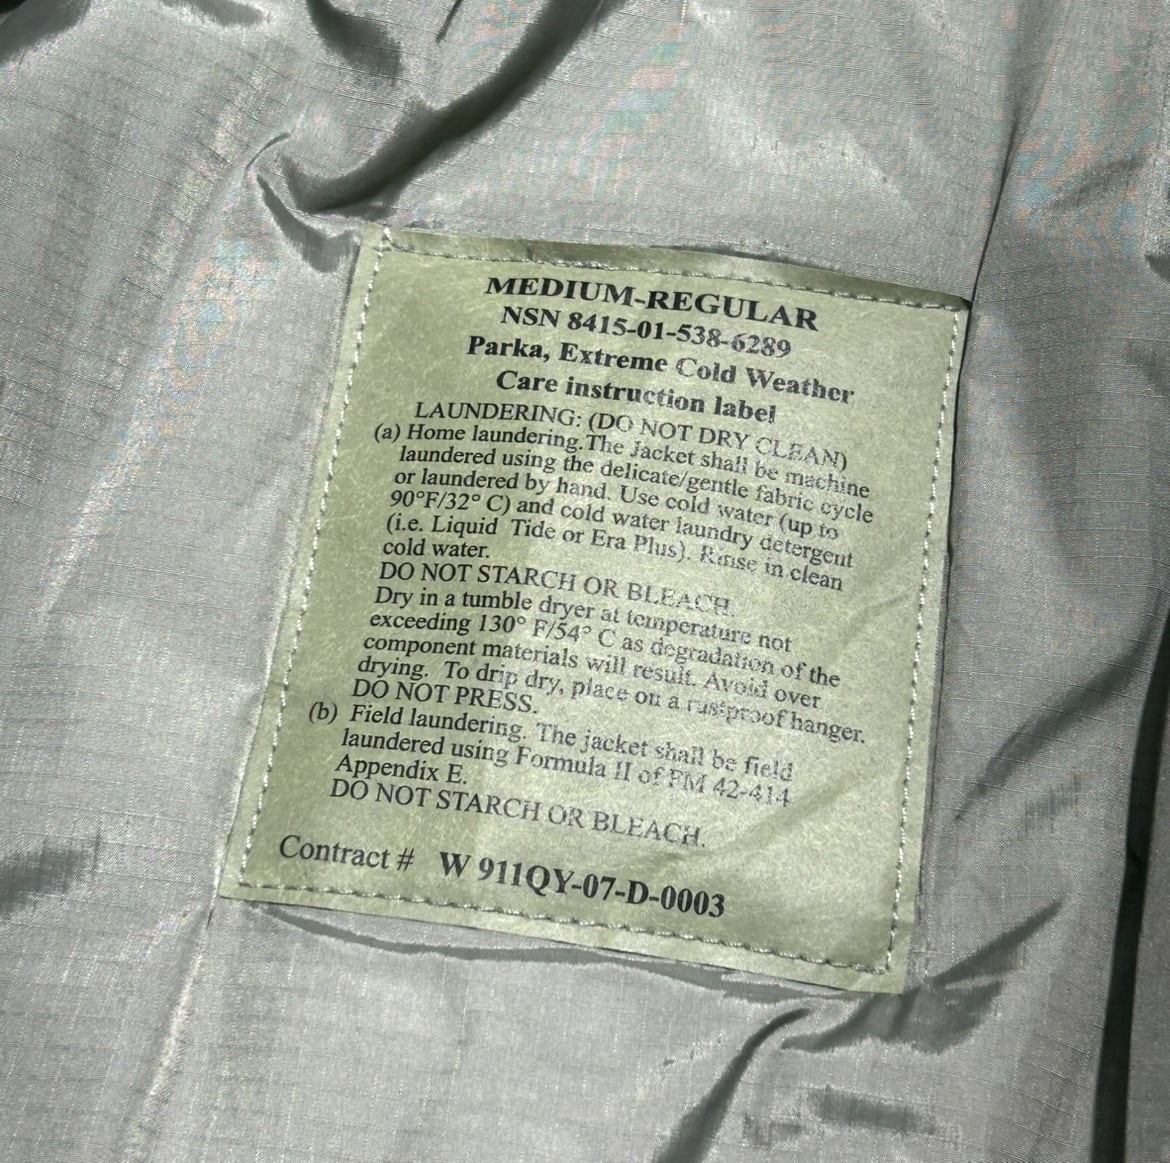 MEDIUM-REGULAR
NSN 8415-01-538-6289
Parka, Extreme Cold Weather
Care instruction label
LAUNDERING: (DO NOT DRY CLEAN)
(a) Home laundering.The Jacket shall be machine
laundered using the delicate/gentle fabric cycle
or laundered by hand. Use cold water (up to
90°F/32° C) and cold water laundry detergent
(i.e. Liquid Tide or Era Plus). Rinse in clean
cold water.
DO NOT STARCH OR BLEACH.
Dry in a tumble dryer at temperature not
exceeding 130° F/54° C as degradation of the
component materials will result. Avoid over
drying. To drip dry, place on a rustproof hanger.
DO NOT PRESS.
(b) Field laundering. The jacket shall be field
laundered using Formula II of FM 42-414
Appendix E.
DO NOT STARCH OR BLEACH.
Contract # W 911QY-07-D-0003